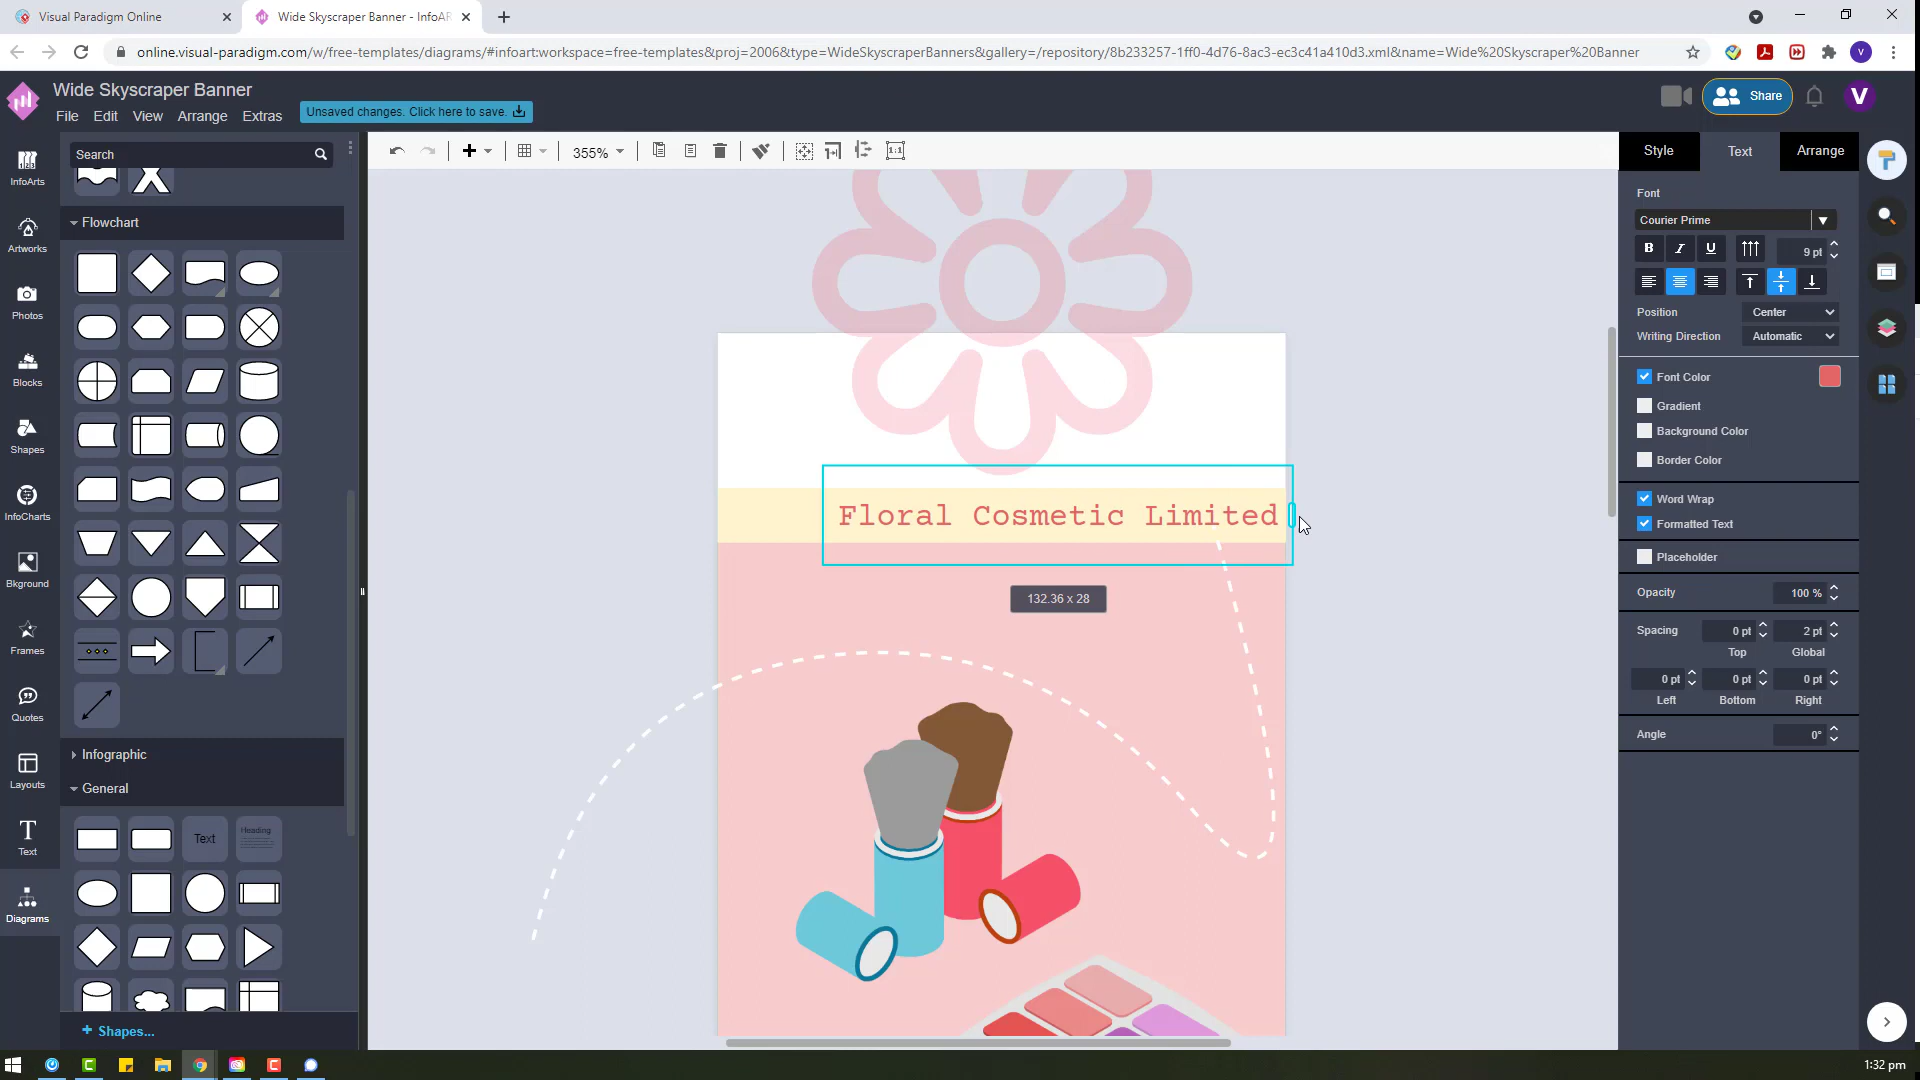 Visual Paradigm Online
Wide Skyscraper Banner - InfoAR
online.visual-paradigm.com/w/free-templates/diagrams/#infoart:workspace=free-templates&proj=2006&type=WideSkyscraperBanners&gallery=/repository/8b233257-1ff0-4d76-8ac3-ec3c41a410d3.xml&name=Wide%20Skyscraper%20Banner
V
Wide Skyscraper Banner
File Edit View Arrange Extras
Unsaved changes. Click here to save.
Share
V
InfoArts
Artworks
Photos
Blocks
Shapes
InfoCharts
Bkground
Frames
Quotes
Layouts
Text
Diagrams
Search
Flowchart
Infographic
General
Text
Heading
+ Shapes...
355%
1:1
Floral Cosmetic Limited
132.36 x 28
Style Text Arrange
Font
Courier Prime
B I U 9 pt
Position Center
Writing Direction Automatic
Font Color
Gradient
Background Color
Border Color
Word Wrap
Formatted Text
Placeholder
Opacity 100 %
Spacing 0 pt 2 pt
Top Global
0 pt 0 pt 0 pt
Left Bottom Right
Angle 0°
1:32 pm